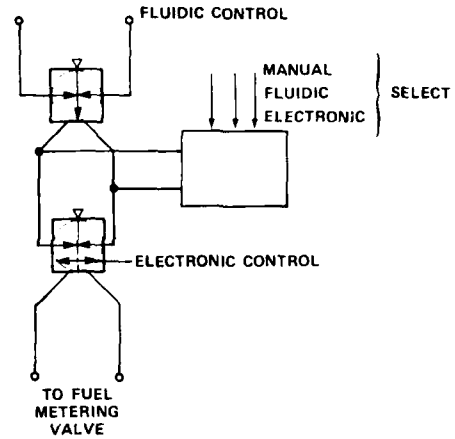 FLUIDIC CONTROL
MANUAL
FLUIDIC
ELECTRONIC
SELECT
ELECTRONIC CONTROL
TO FUEL
METERING
VALVE